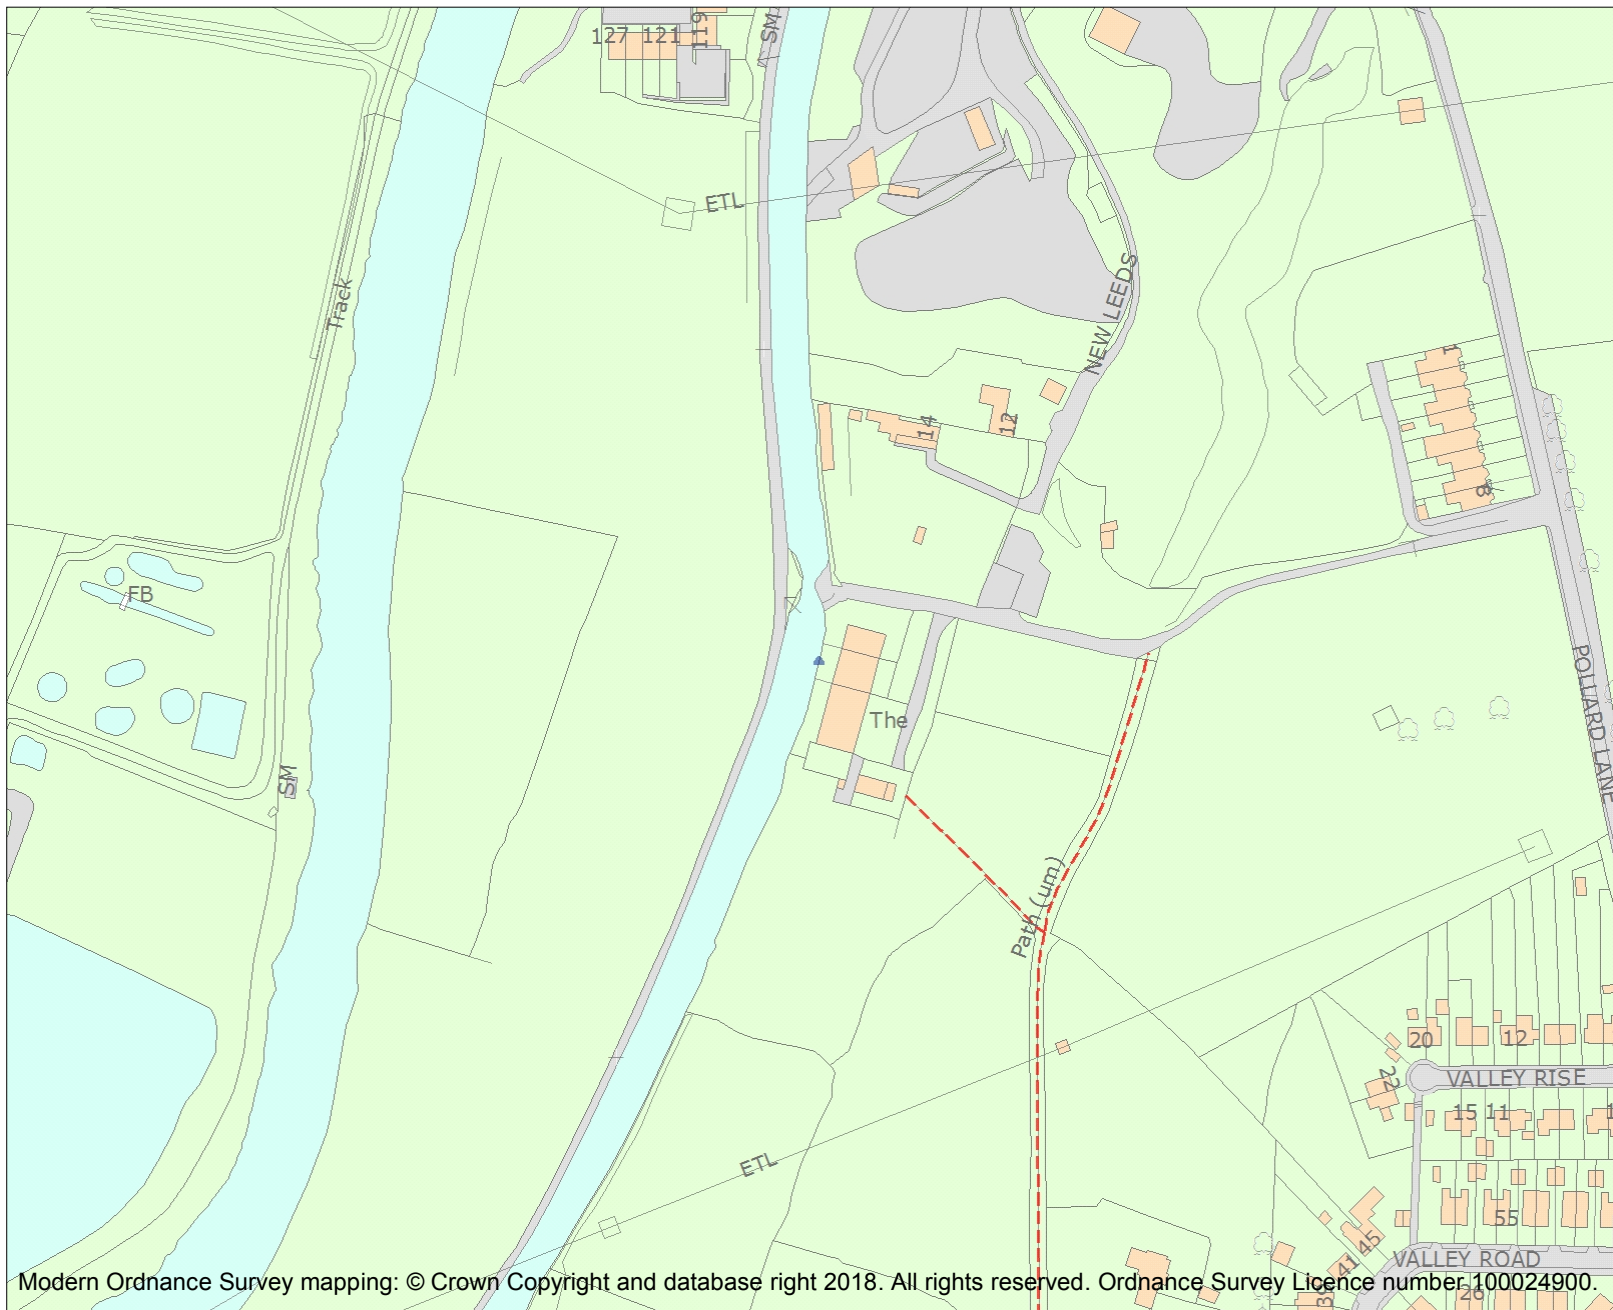 127
121
119
SM
ETL
Track
NEW LEEDS
1
14
12
8
FB
POLLARD LANE
The
SM
Path (um)
20
12
22
VALLEY RISE
15
11
ETL
55
45
41
39
VALLEY ROAD
26
Modern Ordnance Survey mapping: © Crown Copyright and database right 2018. All rights reserved. Ordnance Survey Licence number 100024900.